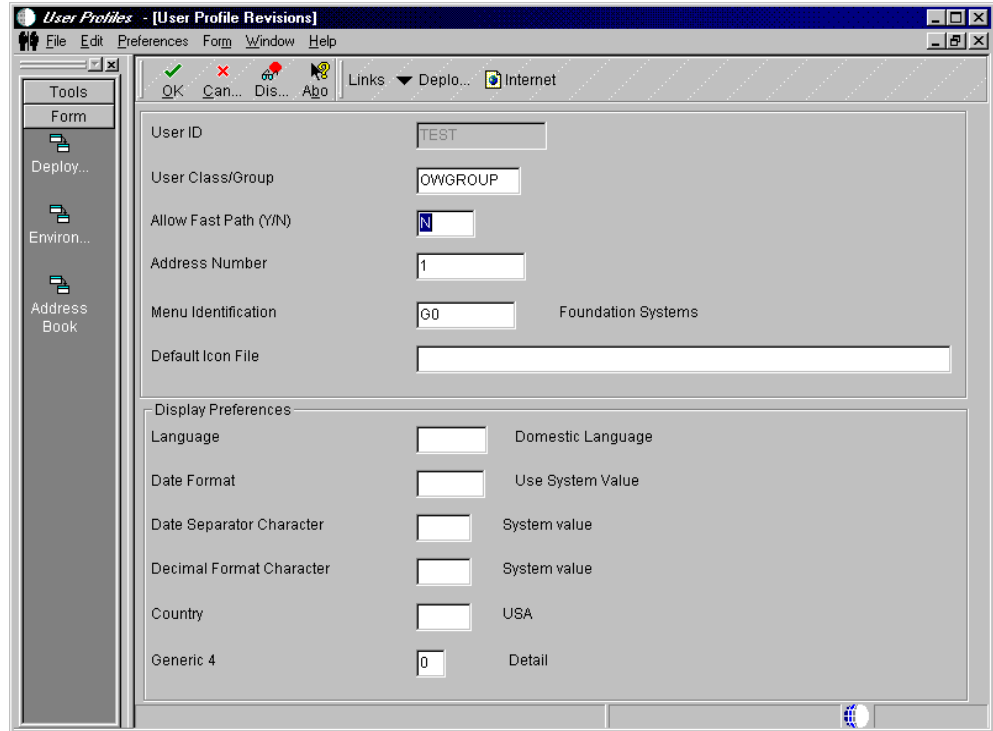 User Profiles - [User Profile Revisions]
File Edit Preferences Form Window Help
Tools
Form
Deploy...
Environ...
Address
Book
OK Can... Dis... Abo Links Deplo... Internet
User ID TEST
User Class/Group OWGROUP
Allow Fast Path (Y/N) N
Address Number 1
Menu Identification G0 Foundation Systems
Default Icon File
Display Preferences
Language Domestic Language
Date Format Use System Value
Date Separator Character System value
Decimal Format Character System value
Country USA
Generic 4 0 Detail